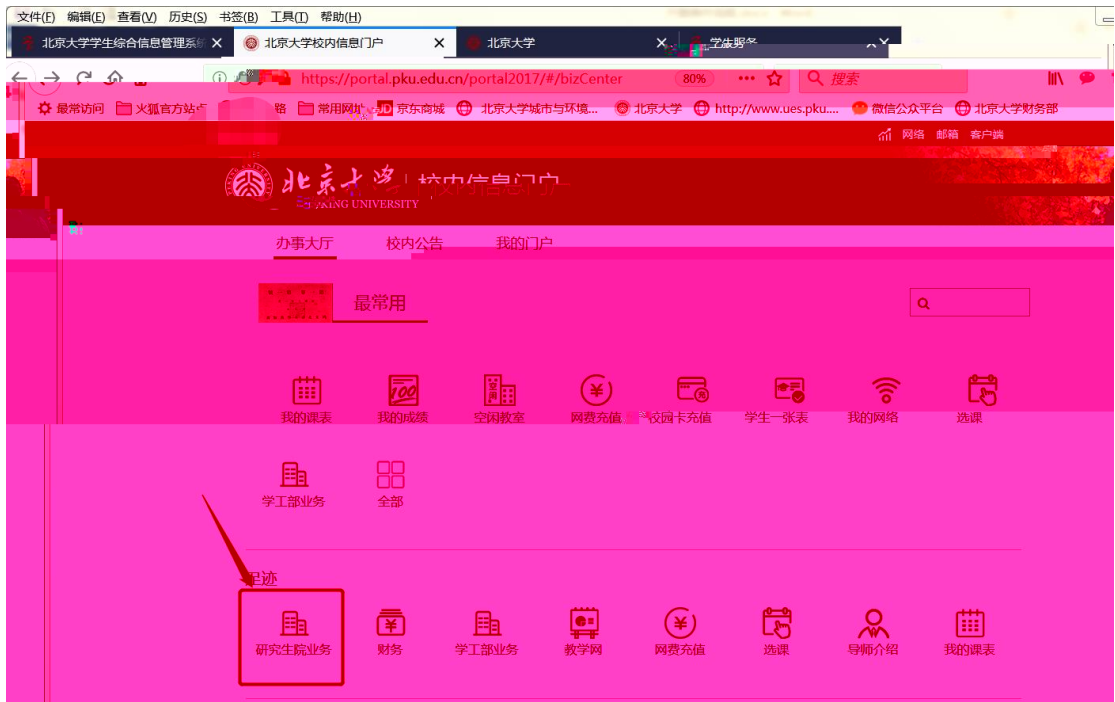 文件(F) 编辑(E) 查看(V) 历史(S) 书签(B) 工具(T) 帮助(H)
北京大学学生综合信息管理系统 北京大学校内信息门户 北京大学
https://portal.pku.edu.cn/portal2017/#/bizCenter 80% 搜索
最常访问 火狐官方站点 常用网址 京东商城 北京大学城市与环境... 北京大学 http://www.ues.pku.... 微信公众平台 北京大学财务部
网络 邮箱 客户端
北京大学 校内信息门户
PEKING UNIVERSITY
办事大厅 校内公告 我的门户
最常用
我的课表 我的成绩 空闲教室 网费充值 校园卡充值 学生一张表 我的网络 选课
学工部业务 全部
足迹
研究生院业务 财务 学工部业务 教学网 网费充值 选课 导师介绍 我的课表